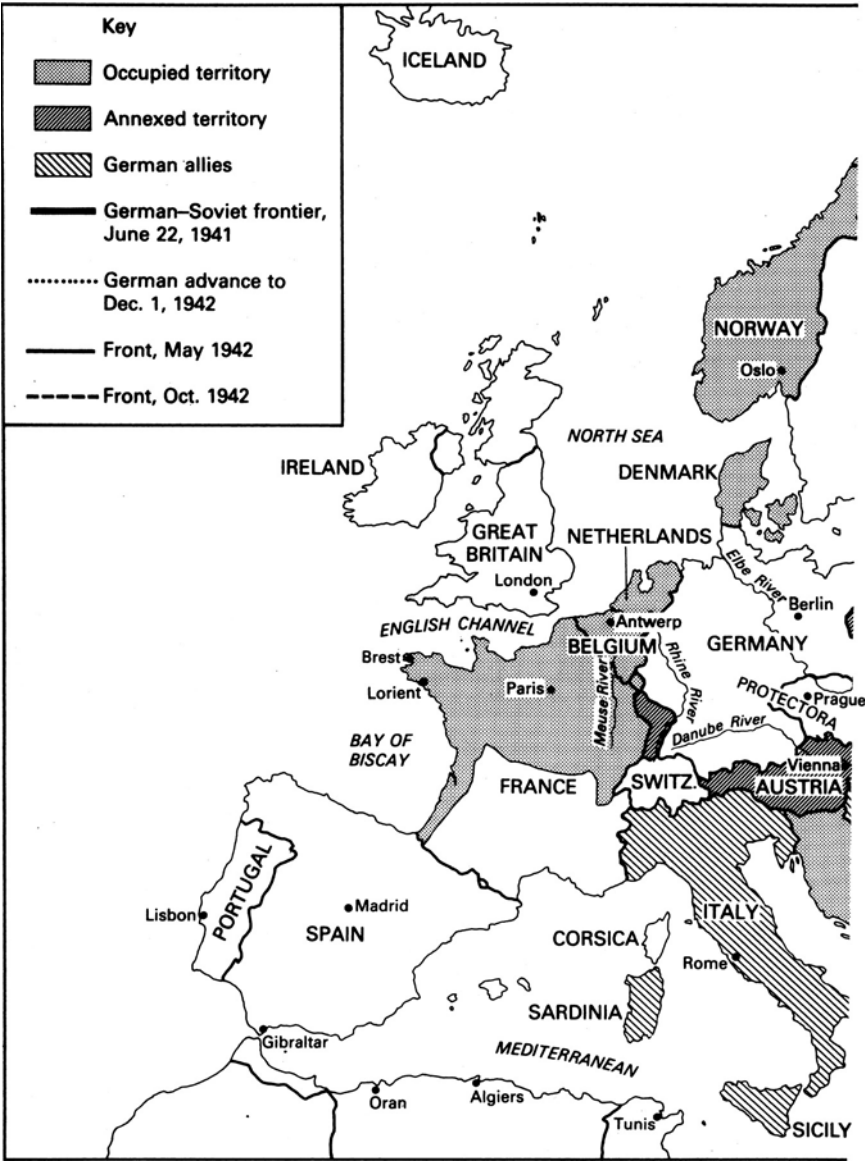 Key
Occupied territory
Annexed territory
German allies
German–Soviet frontier,
June 22, 1941
German advance to
Dec. 1, 1942
Front, May 1942
Front, Oct. 1942
ICELAND
NORWAY
Oslo
NORTH SEA
IRELAND
DENMARK
GREAT
BRITAIN
NETHERLANDS
London
Elbe River
Berlin
ENGLISH CHANNEL
Antwerp
BELGIUM
GERMANY
Brest
Lorient
Paris
Meuse River
Rhine River
PROTECTORA
Prague
Danube River
BAY OF
BISCAY
Vienna
FRANCE
SWITZ.
AUSTRIA
PORTUGAL
Lisbon
Madrid
SPAIN
ITALY
CORSICA
Rome
SARDINIA
Gibraltar
MEDITERRANEAN
Oran
Algiers
Tunis
SICILY